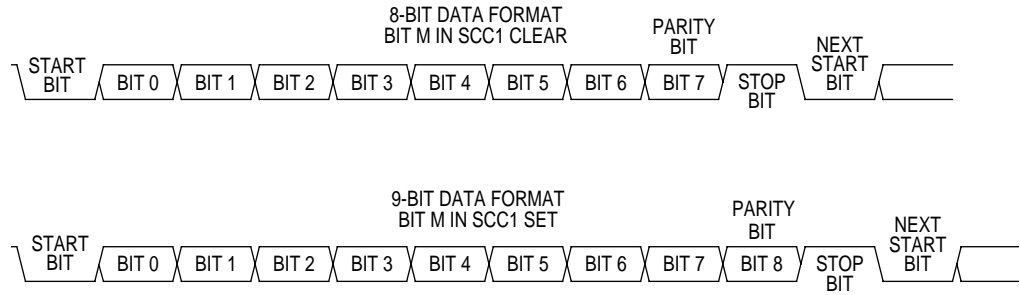 8-BIT DATA FORMAT
BIT M IN SCC1 CLEAR
PARITY
BIT
START
BIT
BIT 0
BIT 1
BIT 2
BIT 3
BIT 4
BIT 5
BIT 6
BIT 7
STOP
BIT
NEXT
START
BIT
9-BIT DATA FORMAT
BIT M IN SCC1 SET
PARITY
BIT
START
BIT
BIT 0
BIT 1
BIT 2
BIT 3
BIT 4
BIT 5
BIT 6
BIT 7
BIT 8
STOP
BIT
NEXT
START
BIT